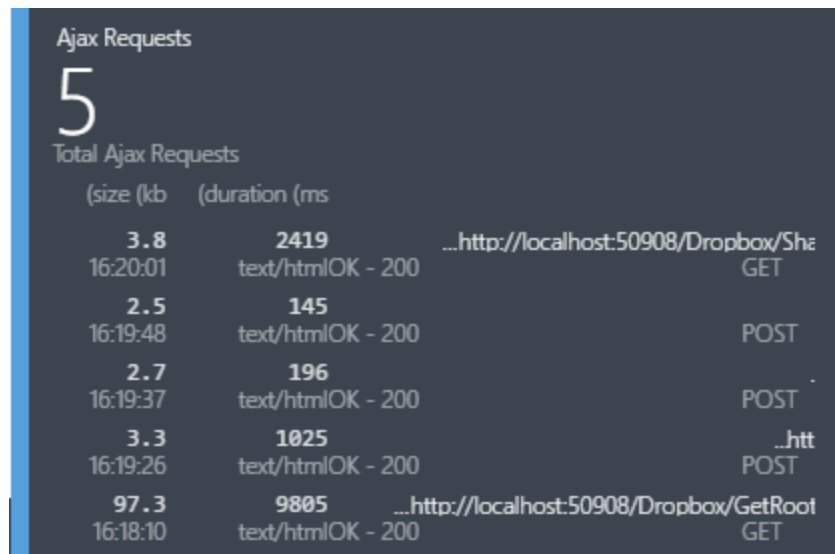 Ajax Requests
5
Total Ajax Requests
(size (kb (duration (ms
3.8 2419 ...http://localhost:50908/Dropbox/Sha
16:20:01 text/htmlOK - 200 GET
2.5 145
16:19:48 text/htmlOK - 200 POST
2.7 196 .
16:19:37 text/htmlOK - 200 POST
3.3 1025 ...htt
16:19:26 text/htmlOK - 200 POST
97.3 9805 ...http://localhost:50908/Dropbox/GetRoot
16:18:10 text/htmlOK - 200 GET